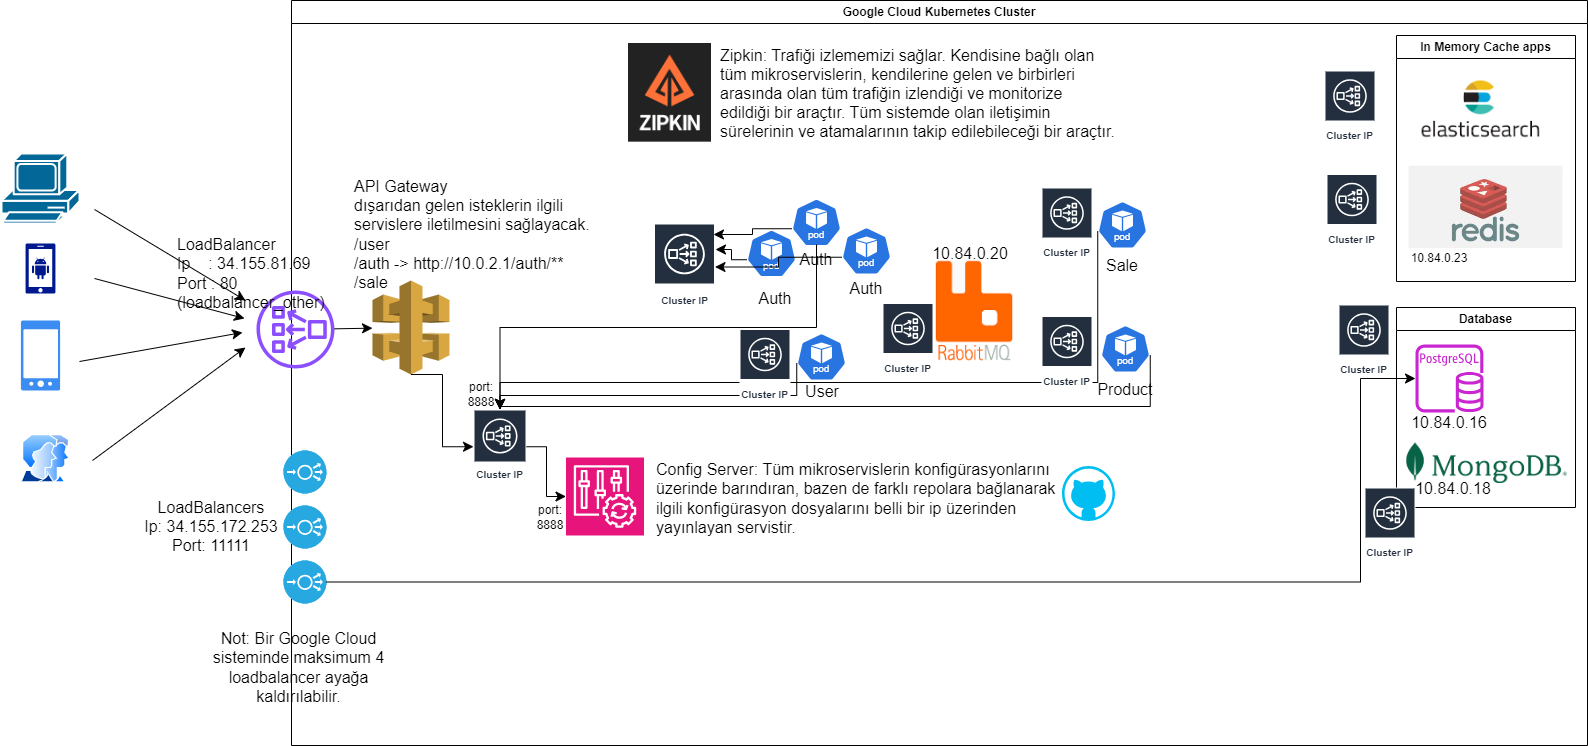 Google Cloud Kubernetes Cluster
ZIPKIN
Zipkin: Trafiği izlememizi sağlar. Kendisine bağlı olan
tüm mikroservislerin, kendilerine gelen ve birbirleri
arasında olan tüm trafiğin izlendiği ve monitorize
edildiği bir araçtır. Tüm sistemde olan iletişimin
sürelerinin ve atamalarının takip edilebileceği bir araçtır.
In Memory Cache apps
elasticsearch
Cluster IP
redis
Cluster IP
10.84.0.23
API Gateway
dışarıdan gelen isteklerin ilgili
servislere iletilmesini sağlayacak.
/user
/auth -> http://10.0.2.1/auth/**
/sale
LoadBalancer
Ip    : 34.155.81.69
Port : 80
(loadbalancer_other)
Cluster IP
pod
Auth
pod
Auth
pod
Auth
10.84.0.20
RabbitMQ
Cluster IP
Cluster IP
pod
Sale
Cluster IP
pod
User
Cluster IP
pod
Product
Database
Cluster IP
PostgreSQL
10.84.0.16
MongoDB.
10.84.0.18
Cluster IP
port:
8888
Cluster IP
port:
8888
Config Server: Tüm mikroservislerin konfigürasyonlarını
üzerinde barındıran, bazen de farklı repolara bağlanarak
ilgili konfigürasyon dosyalarını belli bir ip üzerinden
yayınlayan servistir.
LoadBalancers
Ip: 34.155.172.253
Port: 11111
Not: Bir Google Cloud
sisteminde maksimum 4
loadbalancer ayağa
kaldırılabilir.